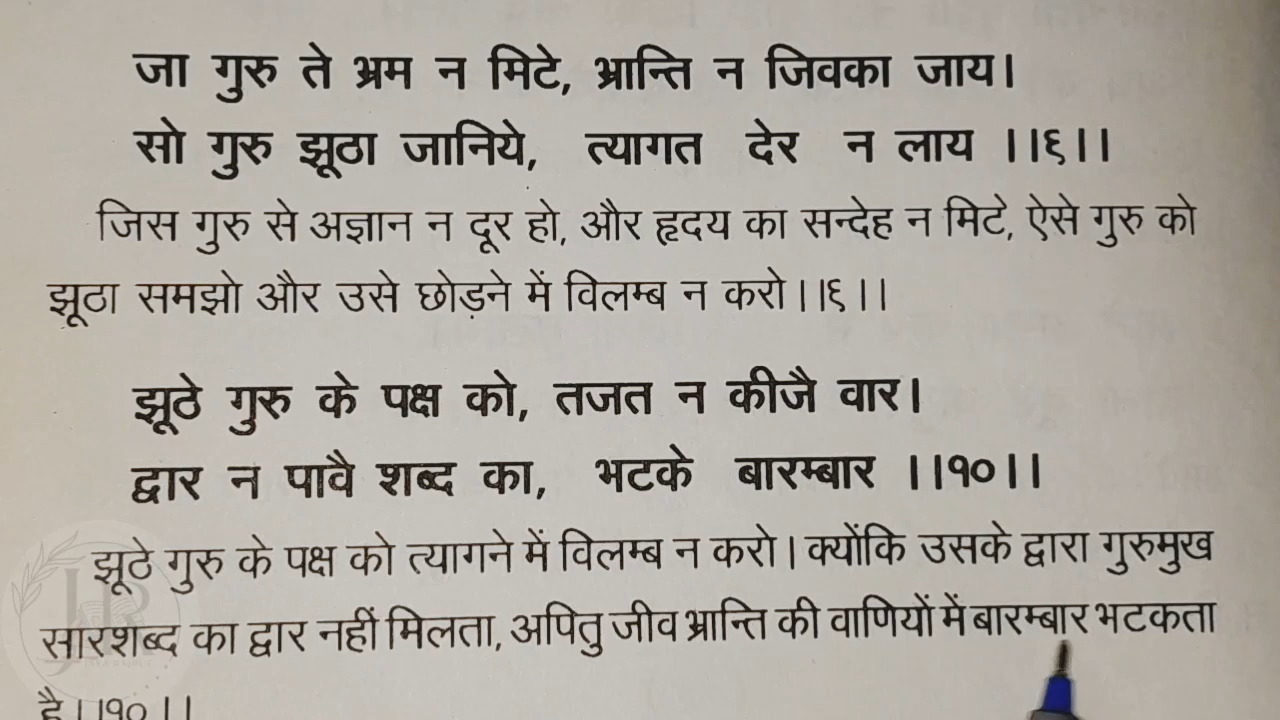 जा गुरु ते भ्रम न मिटे, भ्रान्ति न जिवका जाय।
सो गुरु झूठा जानिये, त्यागत देर न लाय ।।९।।
जिस गुरु से अज्ञान न दूर हो, और हृदय का सन्देह न मिटे, ऐसे गुरु को
झूठा समझो और उसे छोड़ने में विलम्ब न करो।।९।।
झूठे गुरु के पक्ष को, तजत न कीजै वार।
द्वार न पावै शब्द का, भटके बारम्बार ।।१०।।
झूठे गुरु के पक्ष को त्यागने में विलम्ब न करो। क्योंकि उसके द्वारा गुरुमुख
सारशब्द का द्वार नहीं मिलता, अपितु जीव भ्रान्ति की वाणियों में बारम्बार भटकता
है।।१०।।